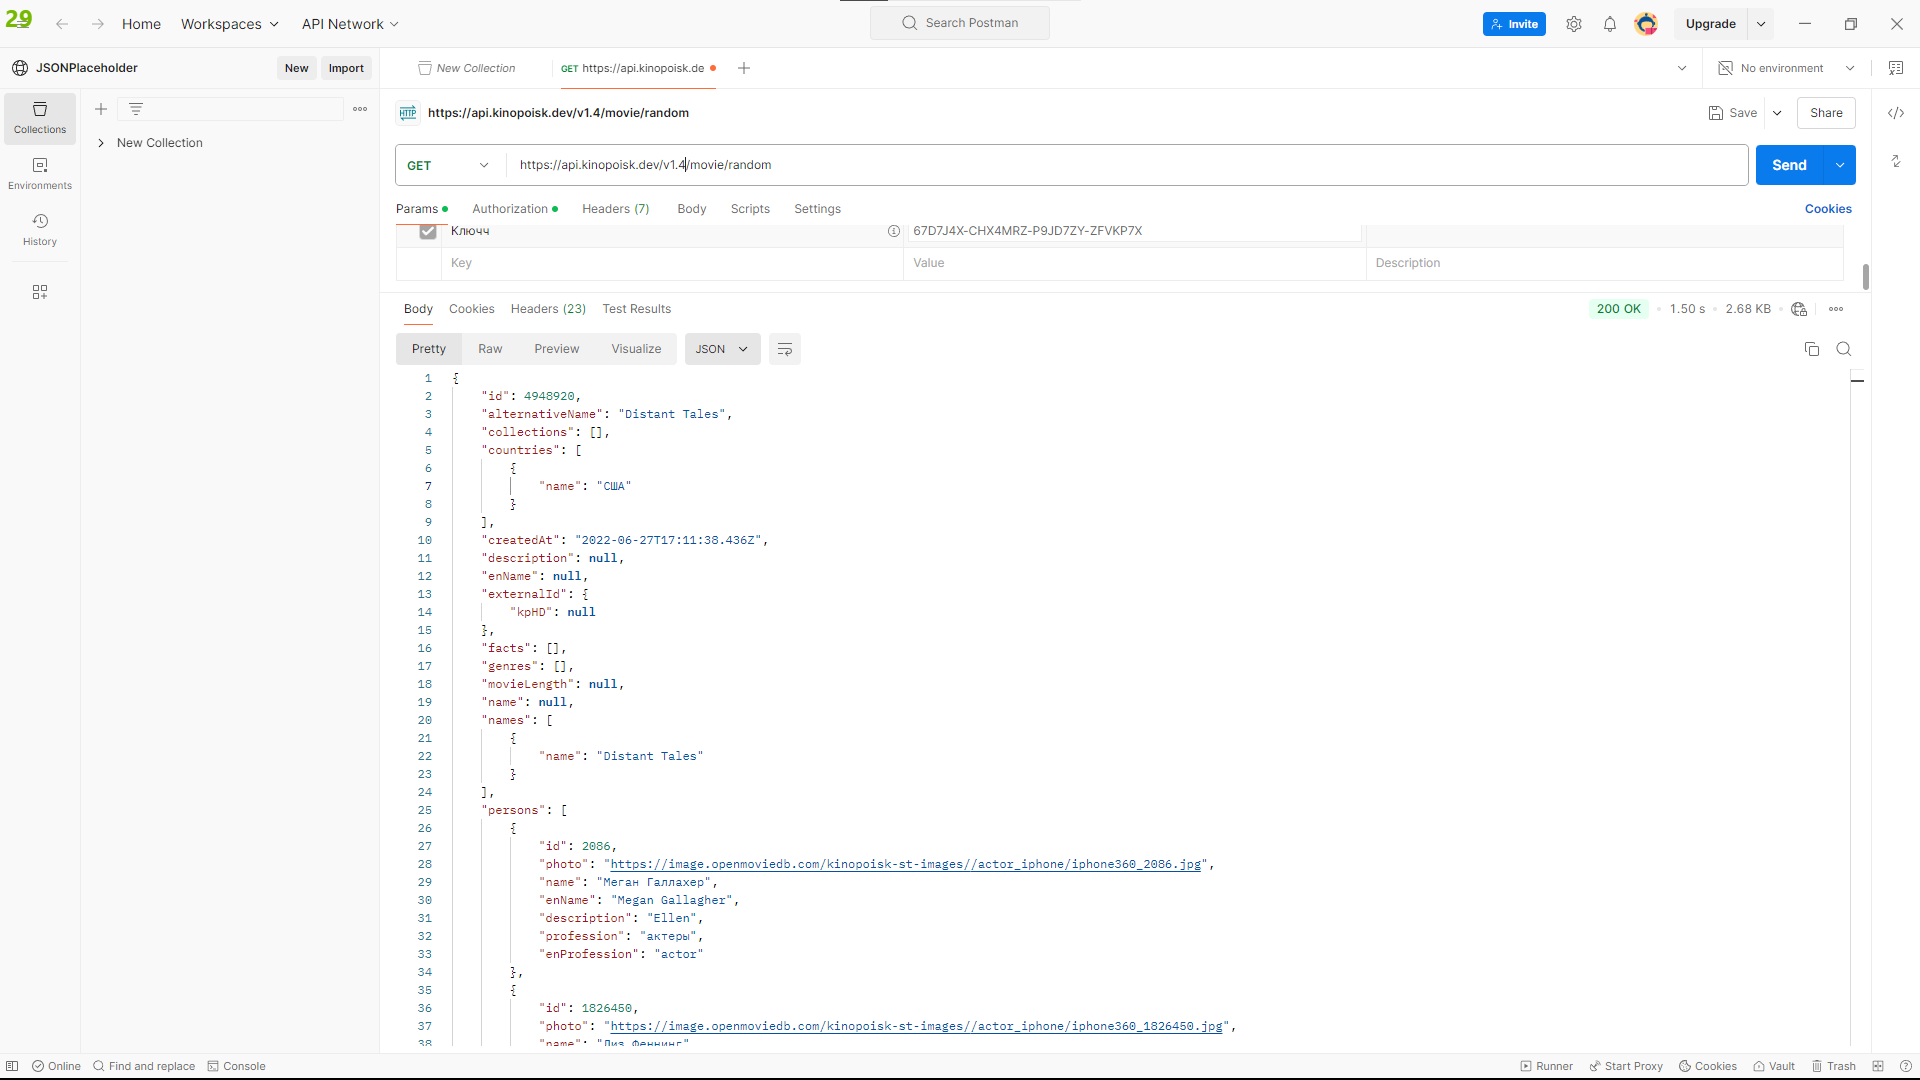 29
Home
Workspaces
API Network
Search Postman
Invite
Upgrade
JSONPlaceholder
New
Import
New Collection
GET https://api.kinopoisk.de
No environment
Collections
Environments
History
New Collection
HTTP
https://api.kinopoisk.dev/v1.4/movie/random
Save
Share
GET
https://api.kinopoisk.dev/v1.4/movie/random
Send
Params
Authorization
Headers (7)
Body
Scripts
Settings
Cookies
Ключч
67D7J4X-CHX4MRZ-P9JD7ZY-ZFVKP7X
Key
Value
Description
Body
Cookies
Headers (23)
Test Results
200 OK
1.50 s
2.68 KB
Pretty
Raw
Preview
Visualize
JSON
1 {
2 "id": 4948920,
3 "alternativeName": "Distant Tales",
4 "collections": [],
5 "countries": [
6 {
7 "name": "США"
8 }
9 ],
10 "createdAt": "2022-06-27T17:11:38.436Z",
11 "description": null,
12 "enName": null,
13 "externalId": {
14 "kpHD": null
15 },
16 "facts": [],
17 "genres": [],
18 "movieLength": null,
19 "name": null,
20 "names": [
21 {
22 "name": "Distant Tales"
23 }
24 ],
25 "persons": [
26 {
27 "id": 2086,
28 "photo": "https://image.openmoviedb.com/kinopoisk-st-images//actor_iphone/iphone360_2086.jpg",
29 "name": "Меган Галлахер",
30 "enName": "Megan Gallagher",
31 "description": "Ellen",
32 "profession": "актеры",
33 "enProfession": "actor"
34 },
35 {
36 "id": 1826450,
37 "photo": "https://image.openmoviedb.com/kinopoisk-st-images//actor_iphone/iphone360_1826450.jpg",
38 "name": "Лиз Феннинг"
Online
Find and replace
Console
Runner
Start Proxy
Cookies
Vault
Trash